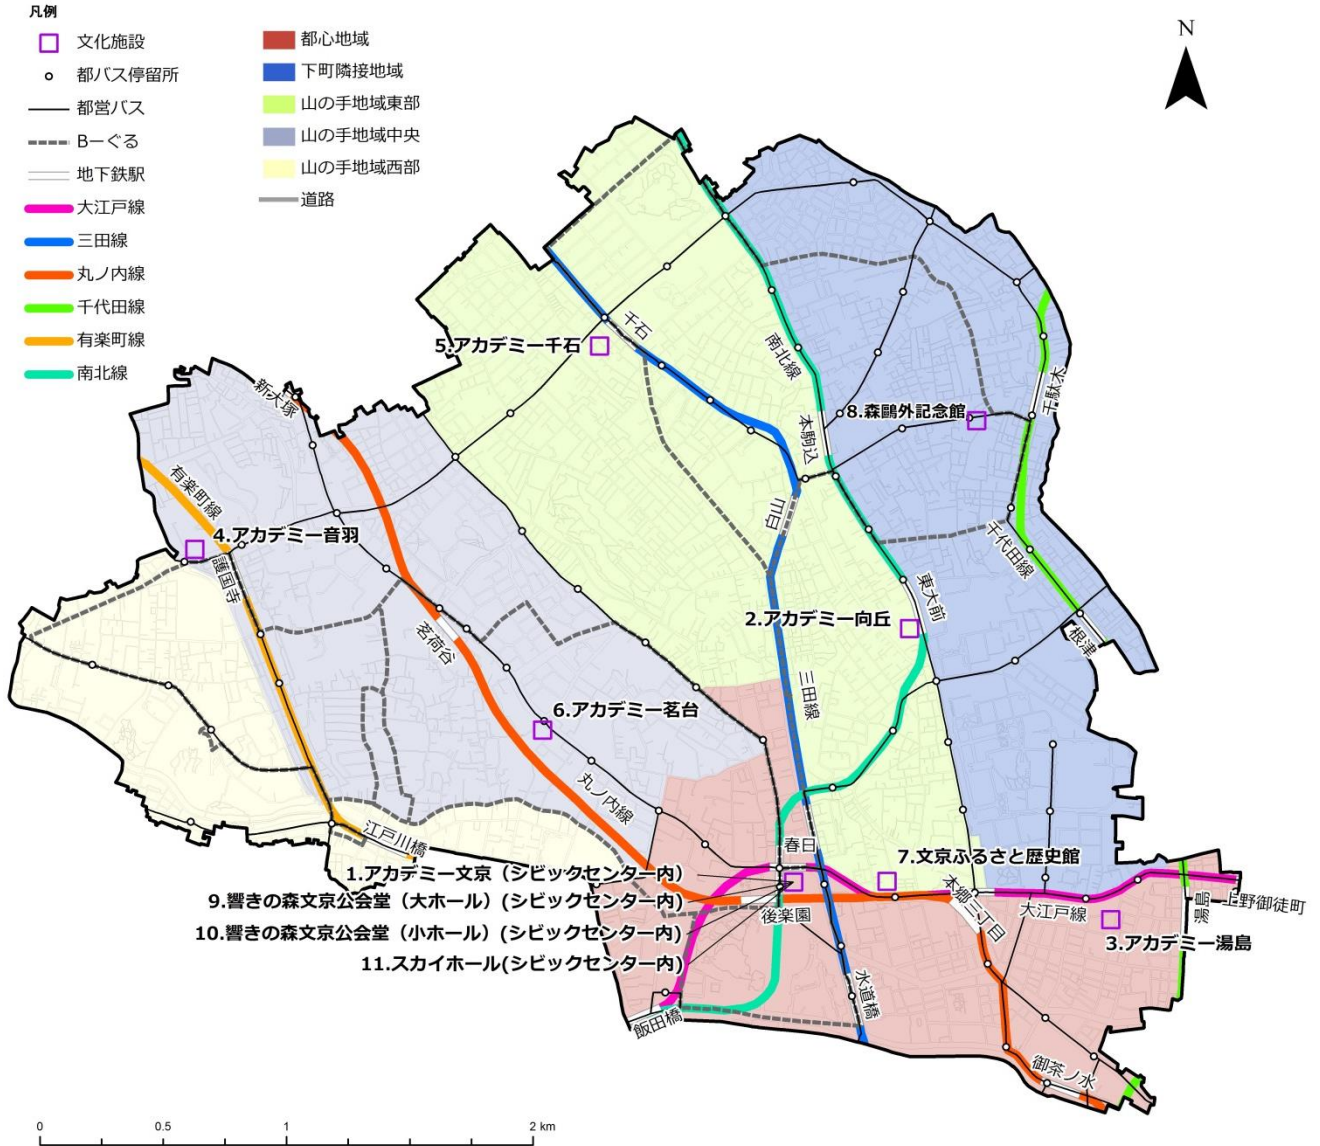 凡例
文化施設
都バス停留所
都営バス
Bーぐる
地下鉄駅
大江戸線
三田線
丸ノ内線
千代田線
有楽町線
南北線
都心地域
下町隣接地域
山の手地域東部
山の手地域中央
山の手地域西部
道路
N
千石
5.アカデミー千石
南北線
新大塚
本駒込
8.森鷗外記念館
千駄木
有楽町線
白山
4.アカデミー音羽
護国寺
千代田線
東大前
2.アカデミー向丘
茗荷谷
根津
三田線
6.アカデミー茗台
丸ノ内線
江戸川橋
春日
7.文京ふるさと歴史館
1.アカデミー文京（シビックセンター内）
9.響きの森文京公会堂（大ホール）(シビックセンター内)
後楽園
本郷三丁目
大江戸線
湯島
上野御徒町
10.響きの森文京公会堂（小ホール）(シビックセンター内)
3.アカデミー湯島
11.スカイホール(シビックセンター内)
水道橋
飯田橋
御茶ノ水
0 0.5 1 2 km